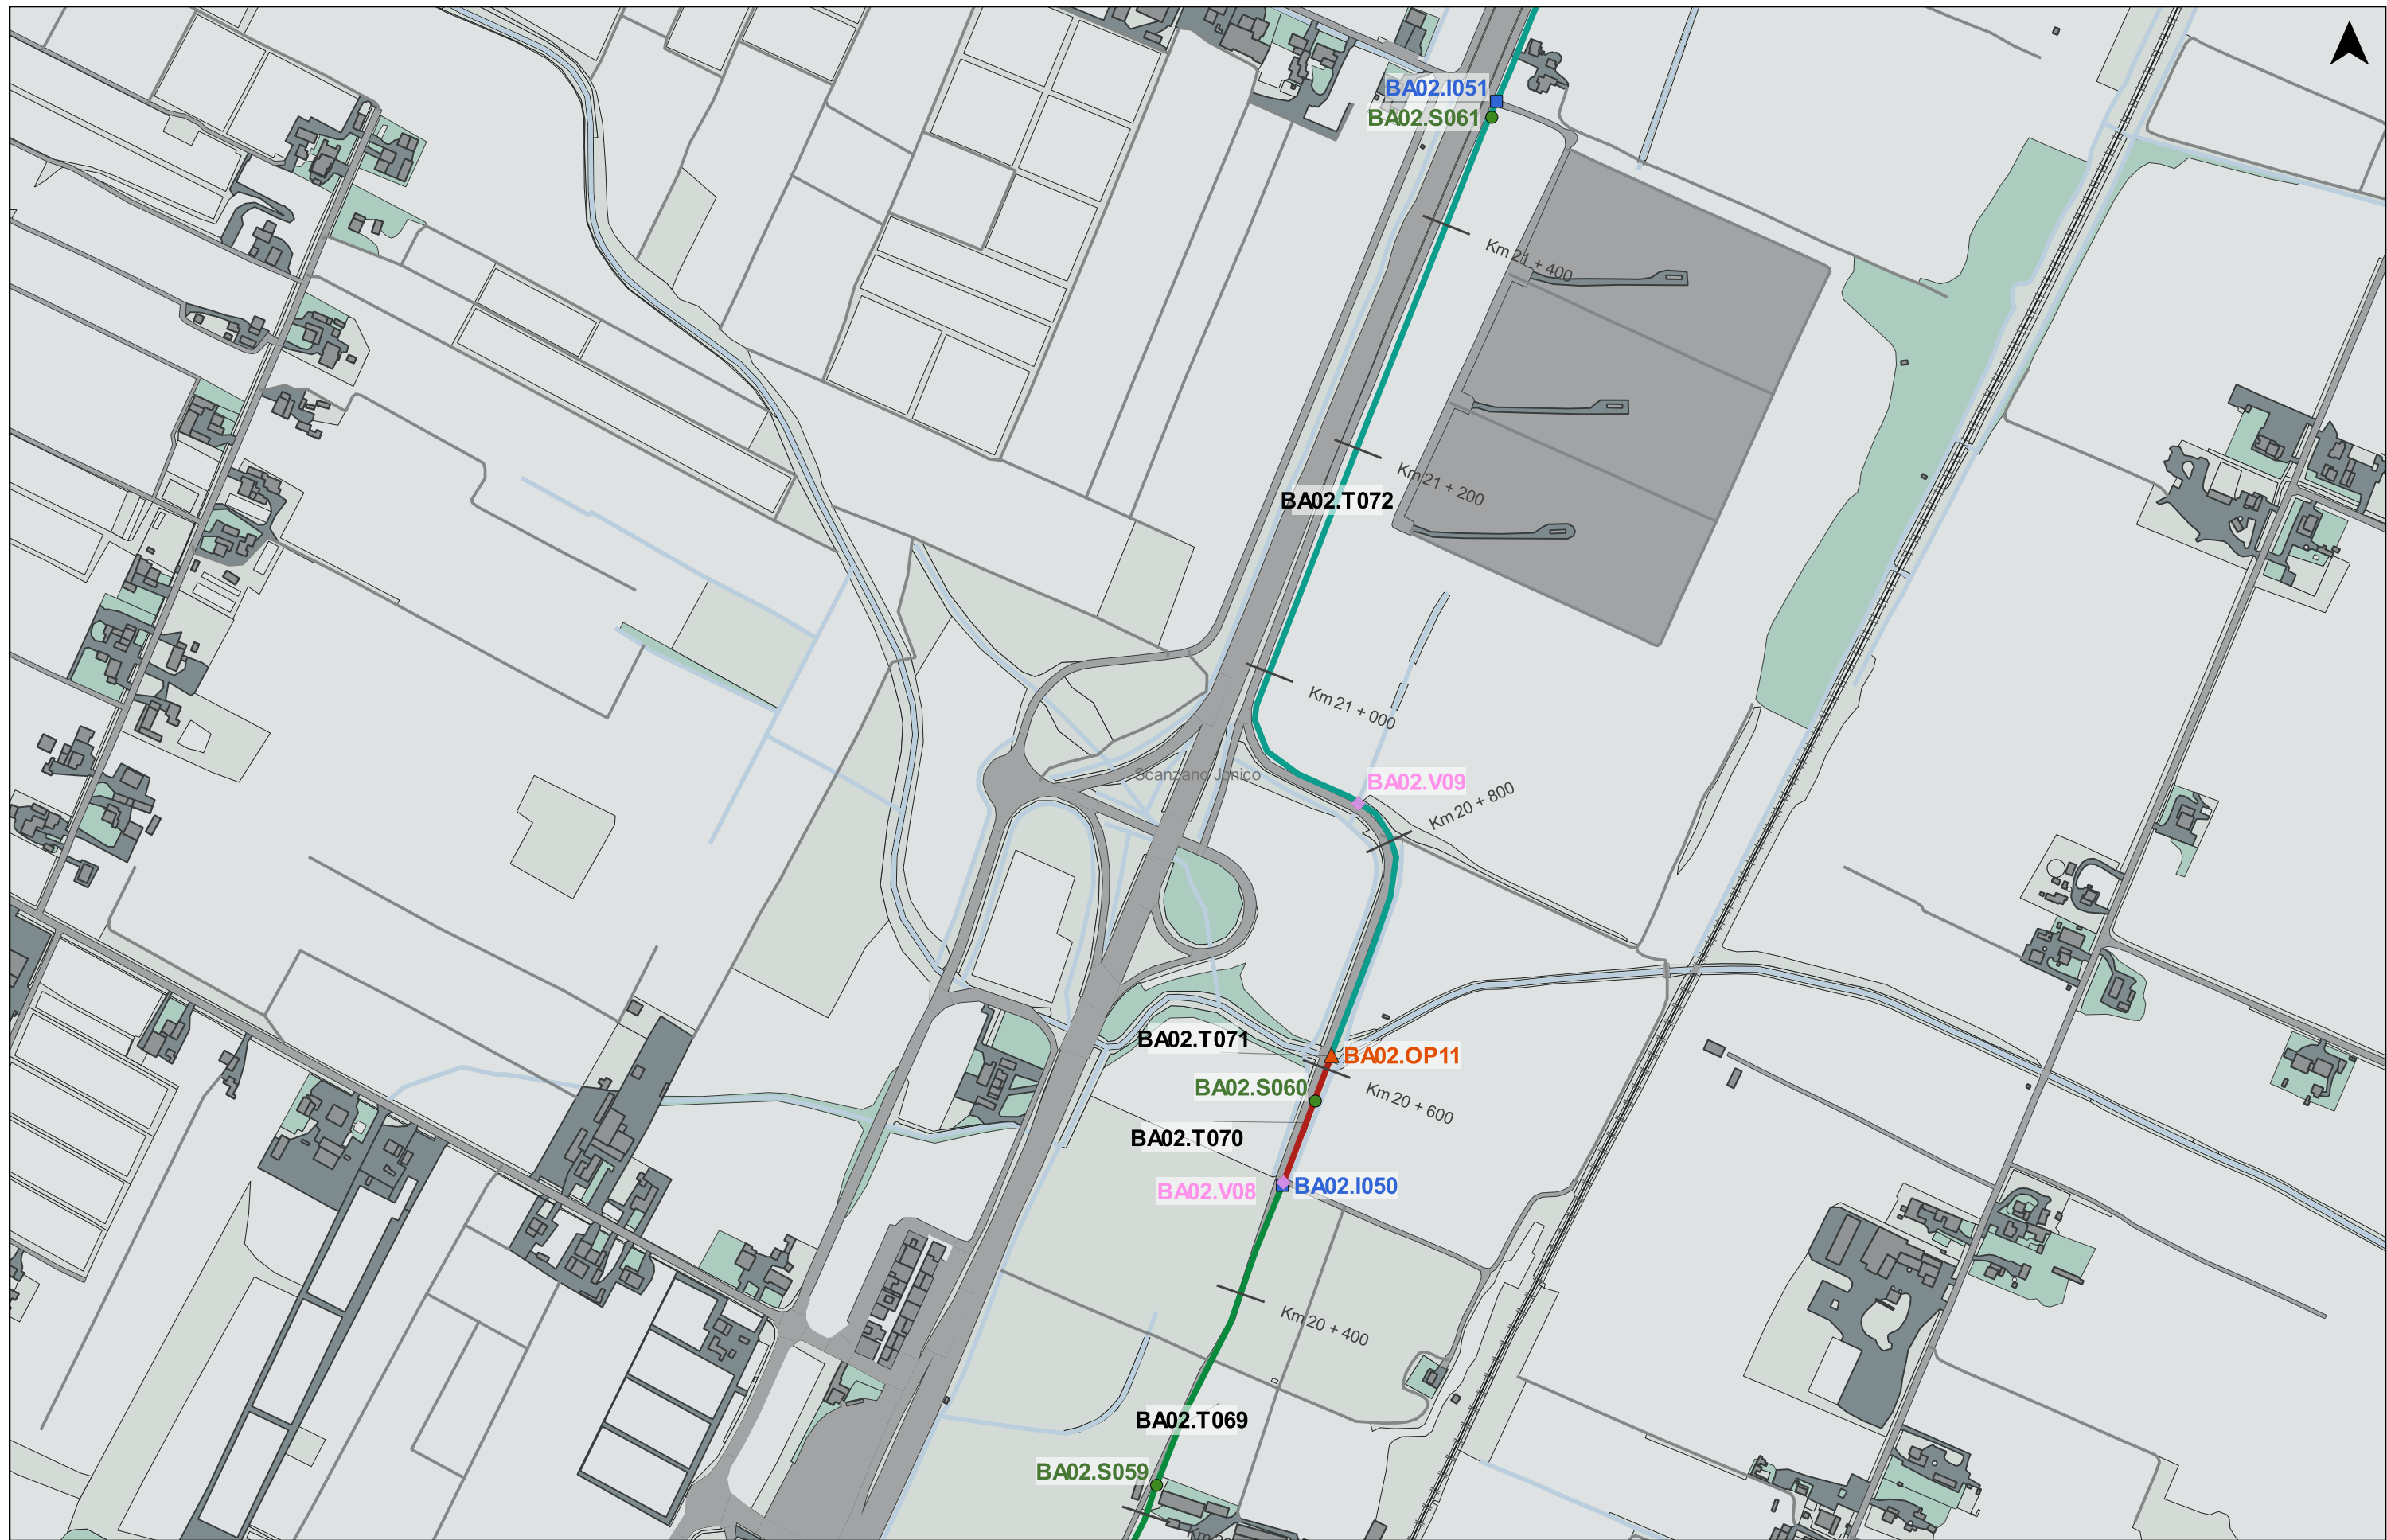 BA02.I051
BA02.S061
Km 21 + 400
Km 21 + 200
BA02.T072
Km 21 + 000
Scanzano Jonico
BA02.V09
Km 20 + 800
BA02.T071
BA02.OP11
BA02.S060
Km 20 + 600
BA02.T070
BA02.V08
BA02.I050
Km 20 + 400
BA02.T069
BA02.S059